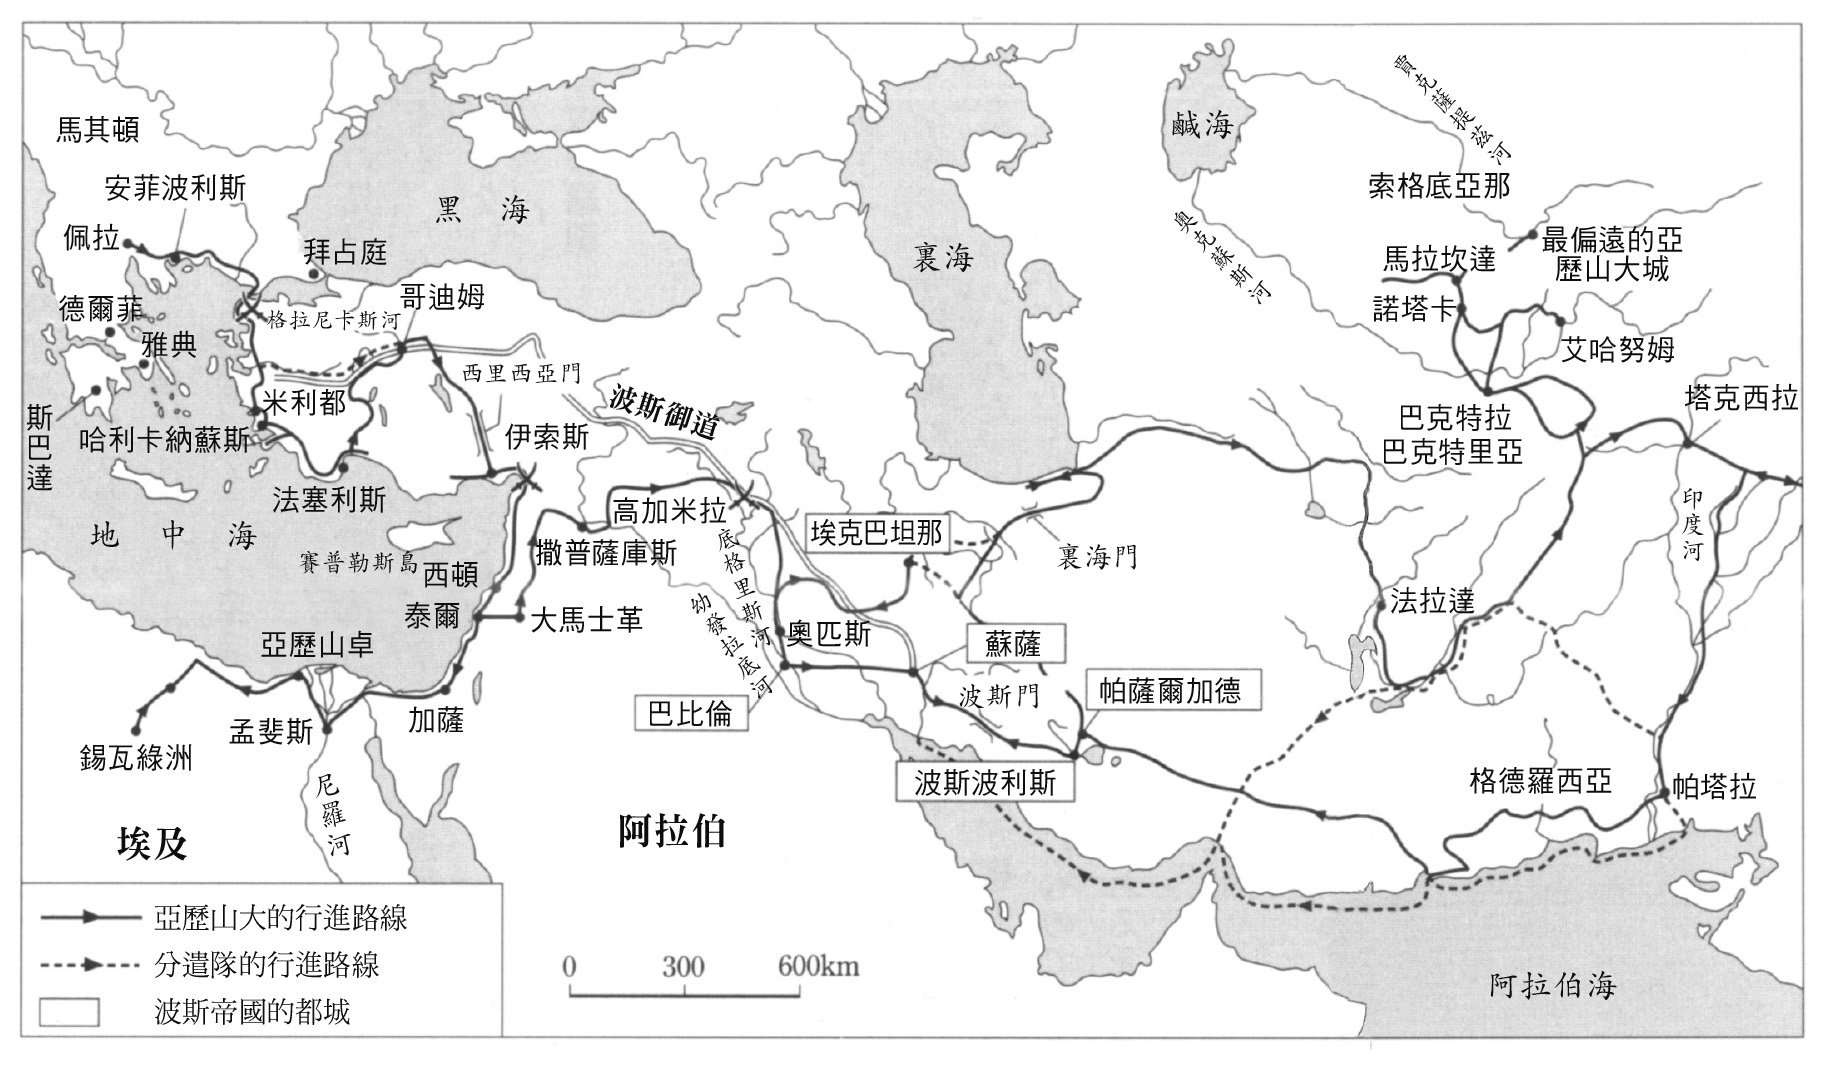 馬其頓
安菲波利斯
佩拉
德爾菲
雅典
斯巴達
拜占庭
黑海
格拉尼卡斯河
哥迪姆
西里西亞門
米利都
哈利卡納蘇斯
法塞利斯
伊索斯
地中海
賽普勒斯島
西頓
泰爾
大馬士革
撒普薩庫斯
高加米拉
波斯御道
底格里斯河
幼發拉底河
亞歷山卓
孟斐斯
加薩
錫瓦綠洲
尼羅河
埃及
阿拉伯
裏海
鹹海
賈克薩提茲河
奧克蘇斯河
索格底亞那
最偏遠的亞
歷山大城
馬拉坎達
諾塔卡
艾哈努姆
巴克特拉
巴克特里亞
塔克西拉
印度河
埃克巴坦那
裏海門
法拉達
奧匹斯
蘇薩
巴比倫
波斯門
帕薩爾加德
波斯波利斯
格德羅西亞
帕塔拉
阿拉伯海
亞歷山大的行進路線
分遣隊的行進路線
波斯帝國的都城
0 300 600km